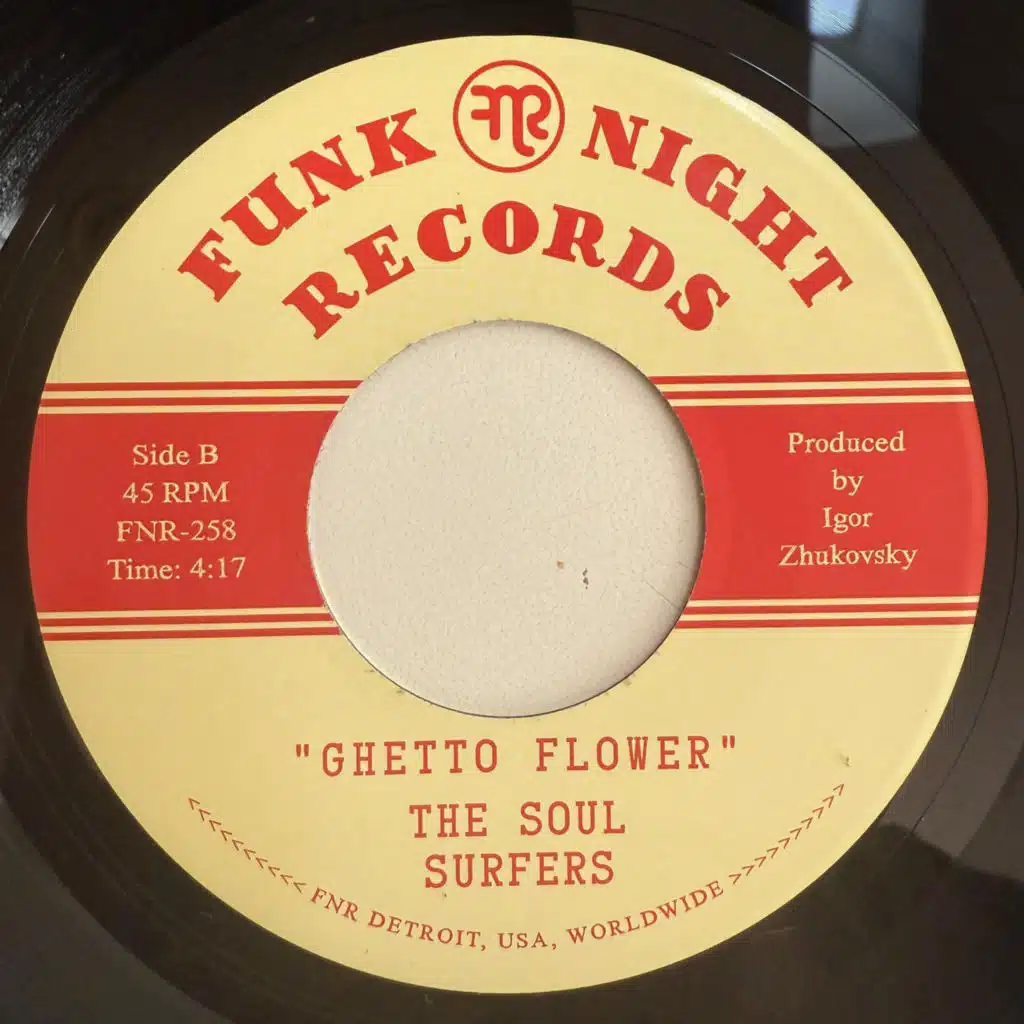 FNR
FUNK NIGHT
RECORDS
Side B
45 RPM
FNR-258
Time: 4:17
Produced
by
Igor
Zhukovsky
"GHETTO FLOWER"
THE SOUL
SURFERS
<<<<<<<<<<<< FNR DETROIT, USA, WORLDWIDE >>>>>>>>>>>>